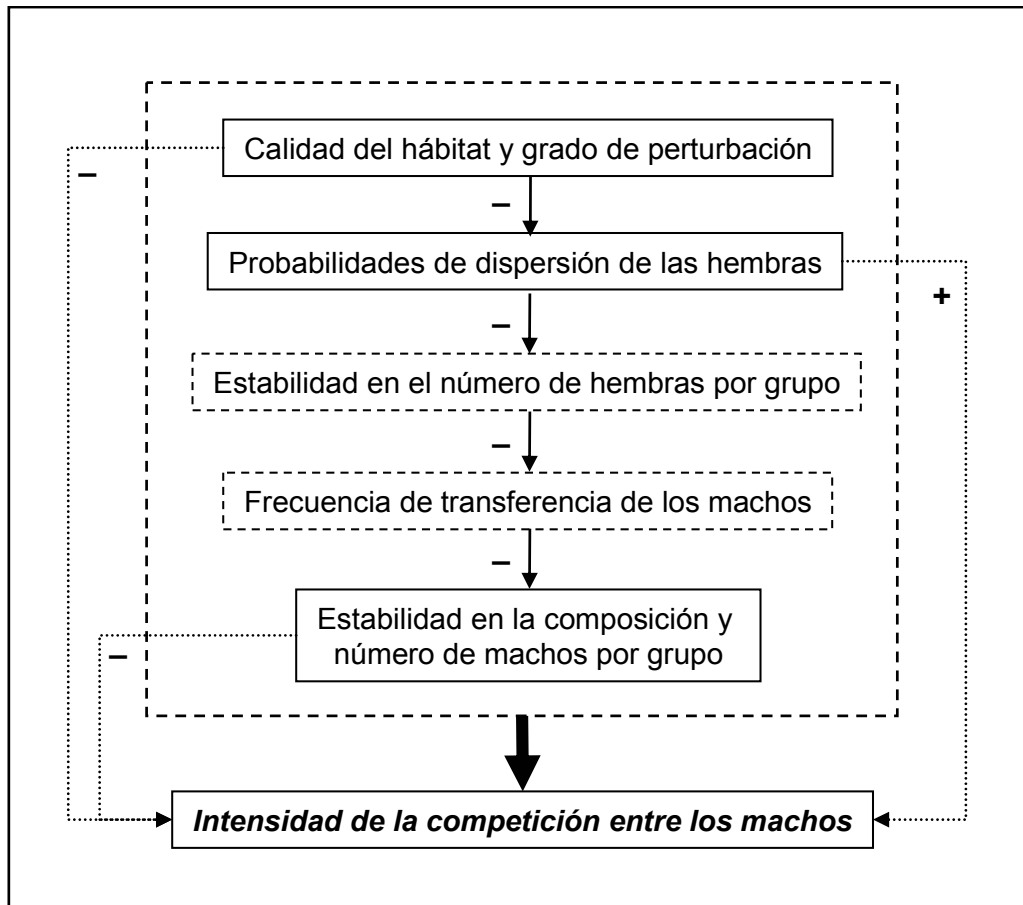 Calidad del hábitat y grado de perturbación
–
–
Probabilidades de dispersión de las hembras
+
–
Estabilidad en el número de hembras por grupo
–
Frecuencia de transferencia de los machos
–
Estabilidad en la composición y
número de machos por grupo
–
Intensidad de la competición entre los machos